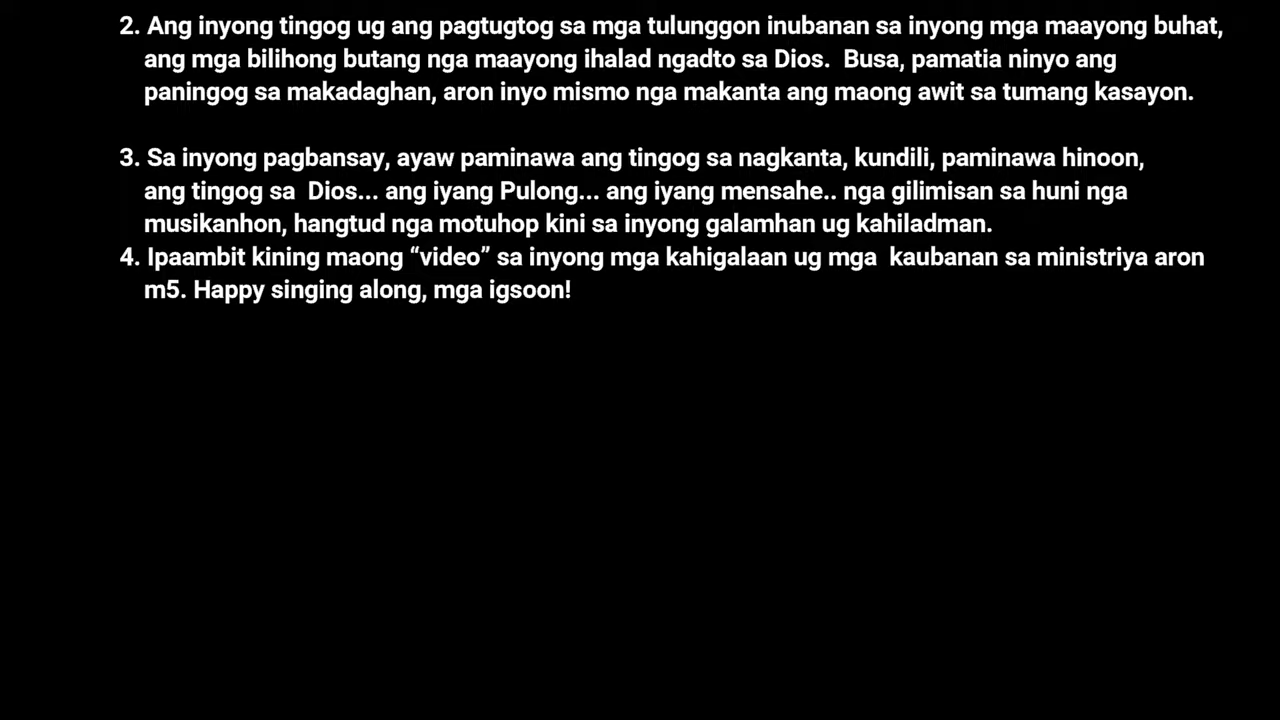 2. Ang inyong tingog ug ang pagtugtog sa mga tulunggon inubanan sa inyong mga maayong buhat,
ang mga bilihong butang nga maayong ihalad ngadto sa Dios. Busa, pamatia ninyo ang
paningog sa makadaghan, aron inyo mismo nga makanta ang maong awit sa tumang kasayon.
3. Sa inyong pagbansay, ayaw paminawa ang tingog sa nagkanta, kundili, paminawa hinoon,
ang tingog sa Dios... ang iyang Pulong... ang iyang mensahe.. nga gilimisan sa huni nga
musikanhon, hangtud nga motuhop kini sa inyong galamhan ug kahiladman.
4. Ipaambit kining maong “video” sa inyong mga kahigalaan ug mga kaubanan sa ministriya aron
m5. Happy singing along, mga igsoon!